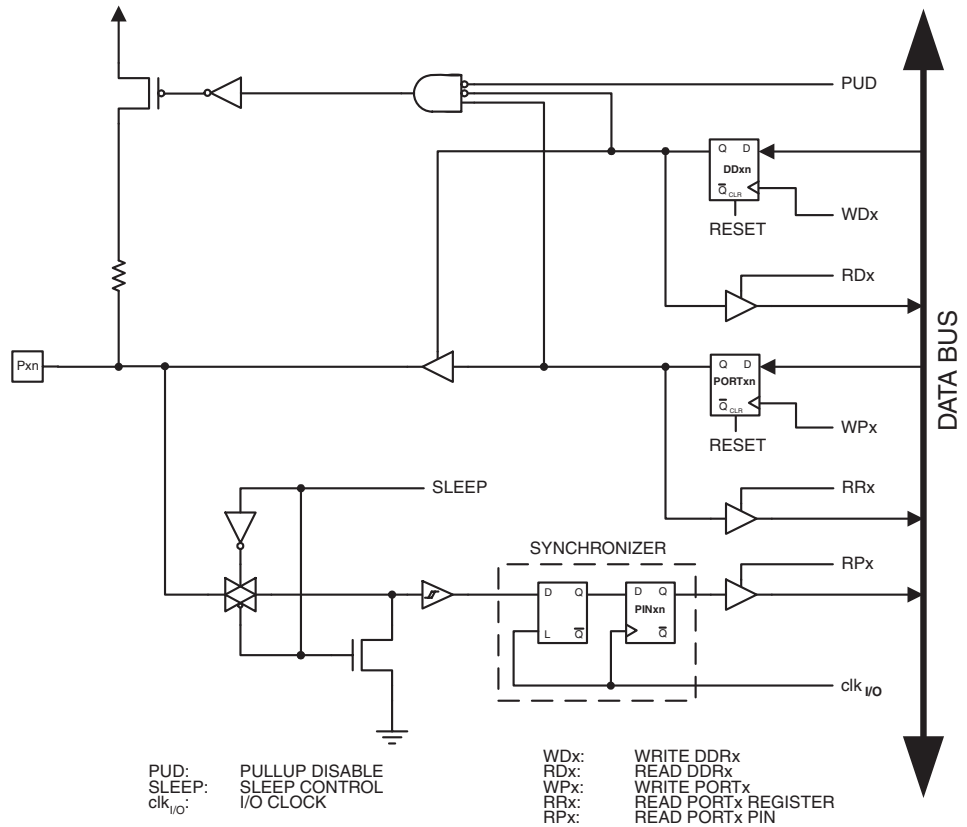 PUD
Q D
DDxn
Q CLR
WDx
RESET
RDx
DATA BUS
Pxn
Q D
PORTxn
Q CLR
WPx
RESET
SLEEP
RRx
SYNCHRONIZER
RPx
D Q
L Q
D Q
PINxn
Q
clk I/O
PUD: PULLUP DISABLE
SLEEP: SLEEP CONTROL
clkI/O: I/O CLOCK
WDx: WRITE DDRx
RDx: READ DDRx
WPx: WRITE PORTx
RRx: READ PORTx REGISTER
RPx: READ PORTx PIN